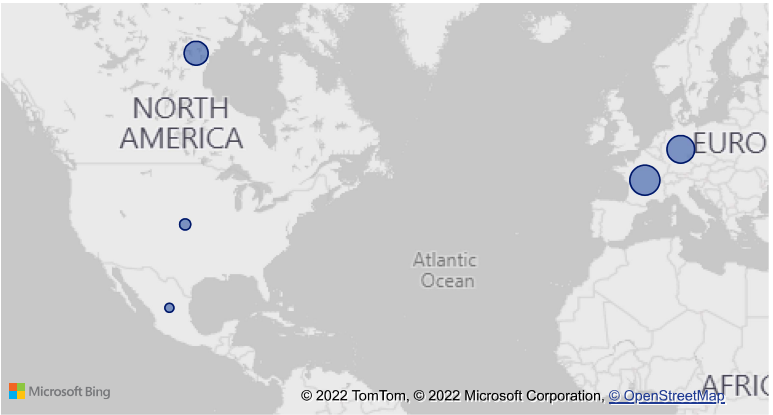 NORTH
AMERICA
EURO
Atlantic
Ocean
AFRIC
Microsoft Bing
© 2022 TomTom, © 2022 Microsoft Corporation, © OpenStreetMap